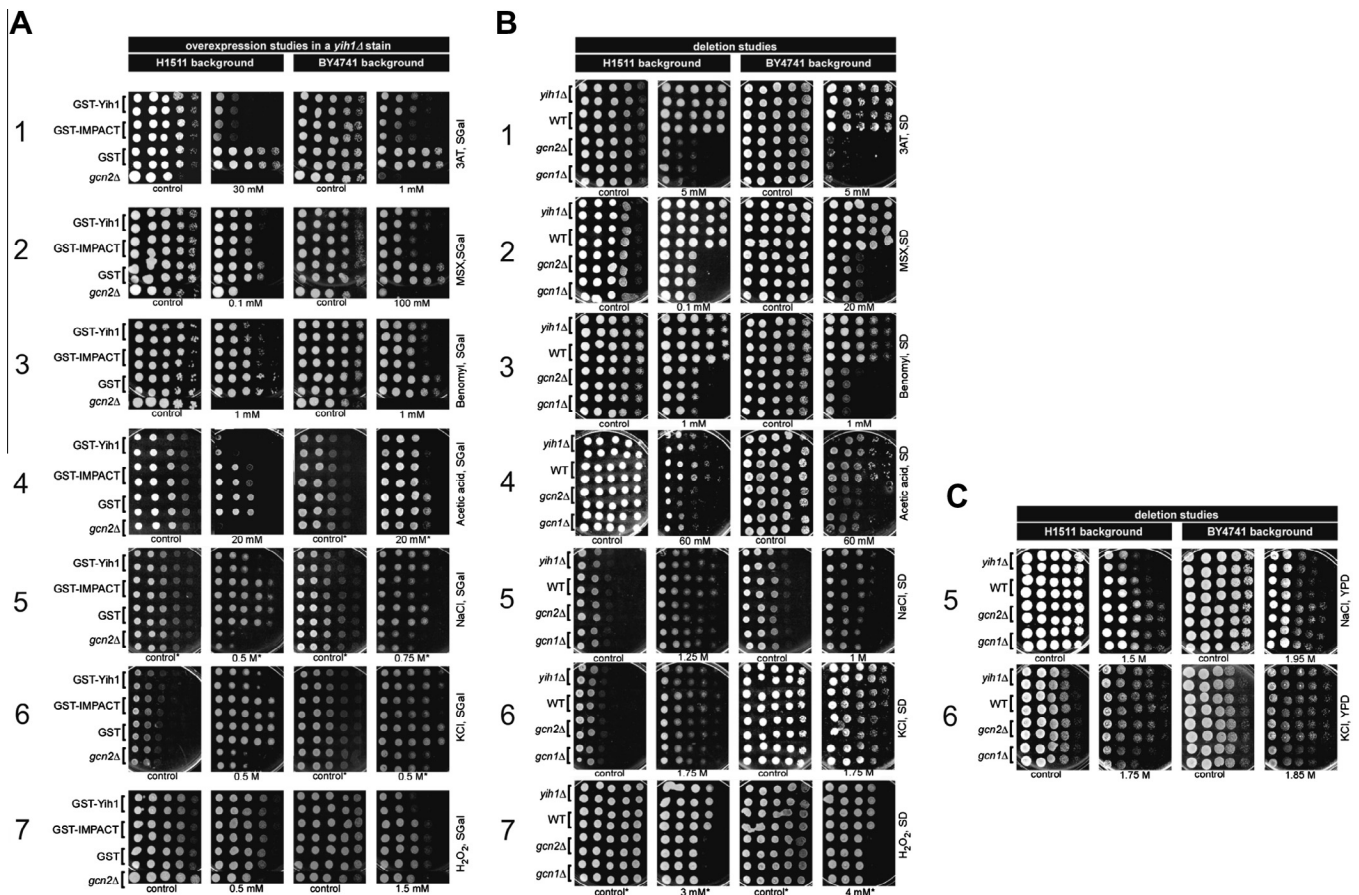 A
overexpression studies in a yih1Δ stain
H1511 background BY4741 background
1
GST-Yih1
GST-IMPACT
GST
gcn2Δ
control 30 mM control 1 mM
3AT, SGal
2
GST-Yih1
GST-IMPACT
GST
gcn2Δ
control 0.1 mM control 100 mM
MSX,SGal
3
GST-Yih1
GST-IMPACT
GST
gcn2Δ
control 1 mM control 1 mM
Benomyl, SGal
4
GST-Yih1
GST-IMPACT
GST
gcn2Δ
control 20 mM control* 20 mM*
Acetic acid, SGal
5
GST-Yih1
GST-IMPACT
GST
gcn2Δ
control* 0.5 M* control* 0.75 M*
NaCl, SGal
6
GST-Yih1
GST-IMPACT
GST
gcn2Δ
control 0.5 M control* 0.5 M*
KCl, SGal
7
GST-Yih1
GST-IMPACT
GST
gcn2Δ
control 0.5 mM control 1.5 mM
H2O2, SGal
B
deletion studies
H1511 background BY4741 background
1
yih1Δ
WT
gcn2Δ
gcn1Δ
control 5 mM control 5 mM
3AT, SD
2
yih1Δ
WT
gcn2Δ
gcn1Δ
control 0.1 mM control 20 mM
MSX,SD
3
yih1Δ
WT
gcn2Δ
gcn1Δ
control 1 mM control 1 mM
Benomyl, SD
4
yih1Δ
WT
gcn2Δ
gcn1Δ
control 60 mM control 60 mM
Acetic acid, SD
5
yih1Δ
WT
gcn2Δ
gcn1Δ
control 1.25 M control 1 M
NaCl, SD
6
yih1Δ
WT
gcn2Δ
gcn1Δ
control 1.75 M control 1.75 M
KCl, SD
7
yih1Δ
WT
gcn2Δ
gcn1Δ
control* 3 mM* control* 4 mM*
H2O2, SD
C
deletion studies
H1511 background BY4741 background
5
yih1Δ
WT
gcn2Δ
gcn1Δ
control 1.5 M control 1.95 M
NaCl, YPD
6
yih1Δ
WT
gcn2Δ
gcn1Δ
control 1.75 M control 1.85 M
KCl, YPD